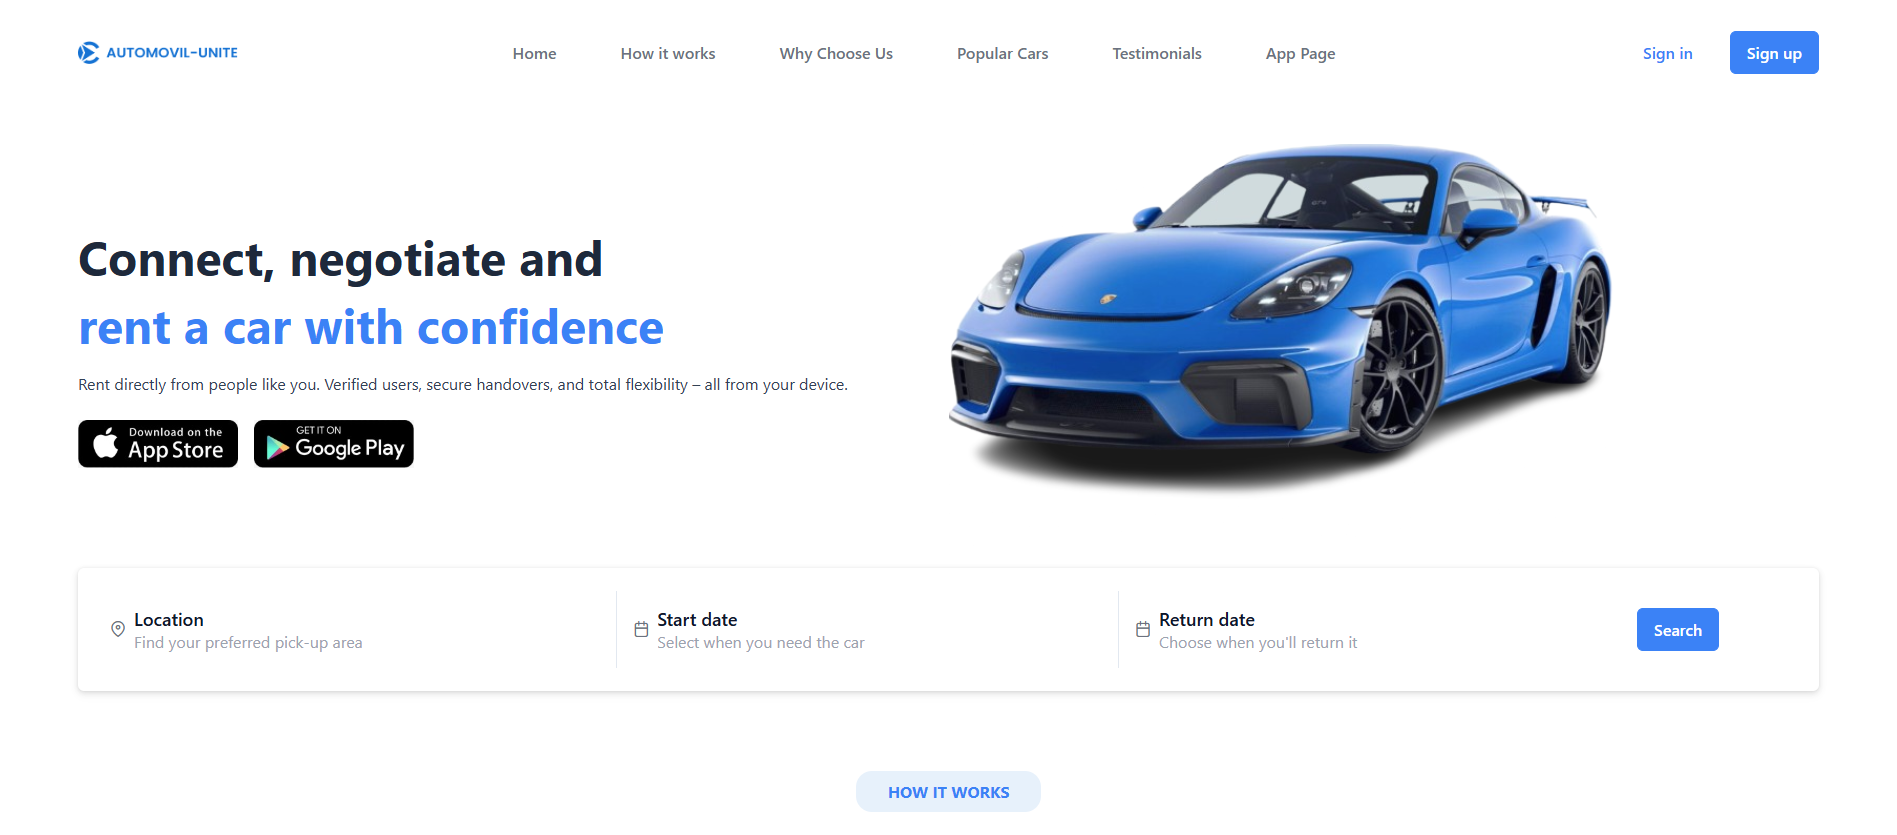 AUTOMOVIL-UNITE
Home
How it works
Why Choose Us
Popular Cars
Testimonials
App Page
Sign in
Sign up
Connect, negotiate and
rent a car with confidence
Rent directly from people like you. Verified users, secure handovers, and total flexibility – all from your device.
Download on the
App Store
GET IT ON
Google Play
Location
Find your preferred pick-up area
Start date
Select when you need the car
Return date
Choose when you'll return it
Search
HOW IT WORKS